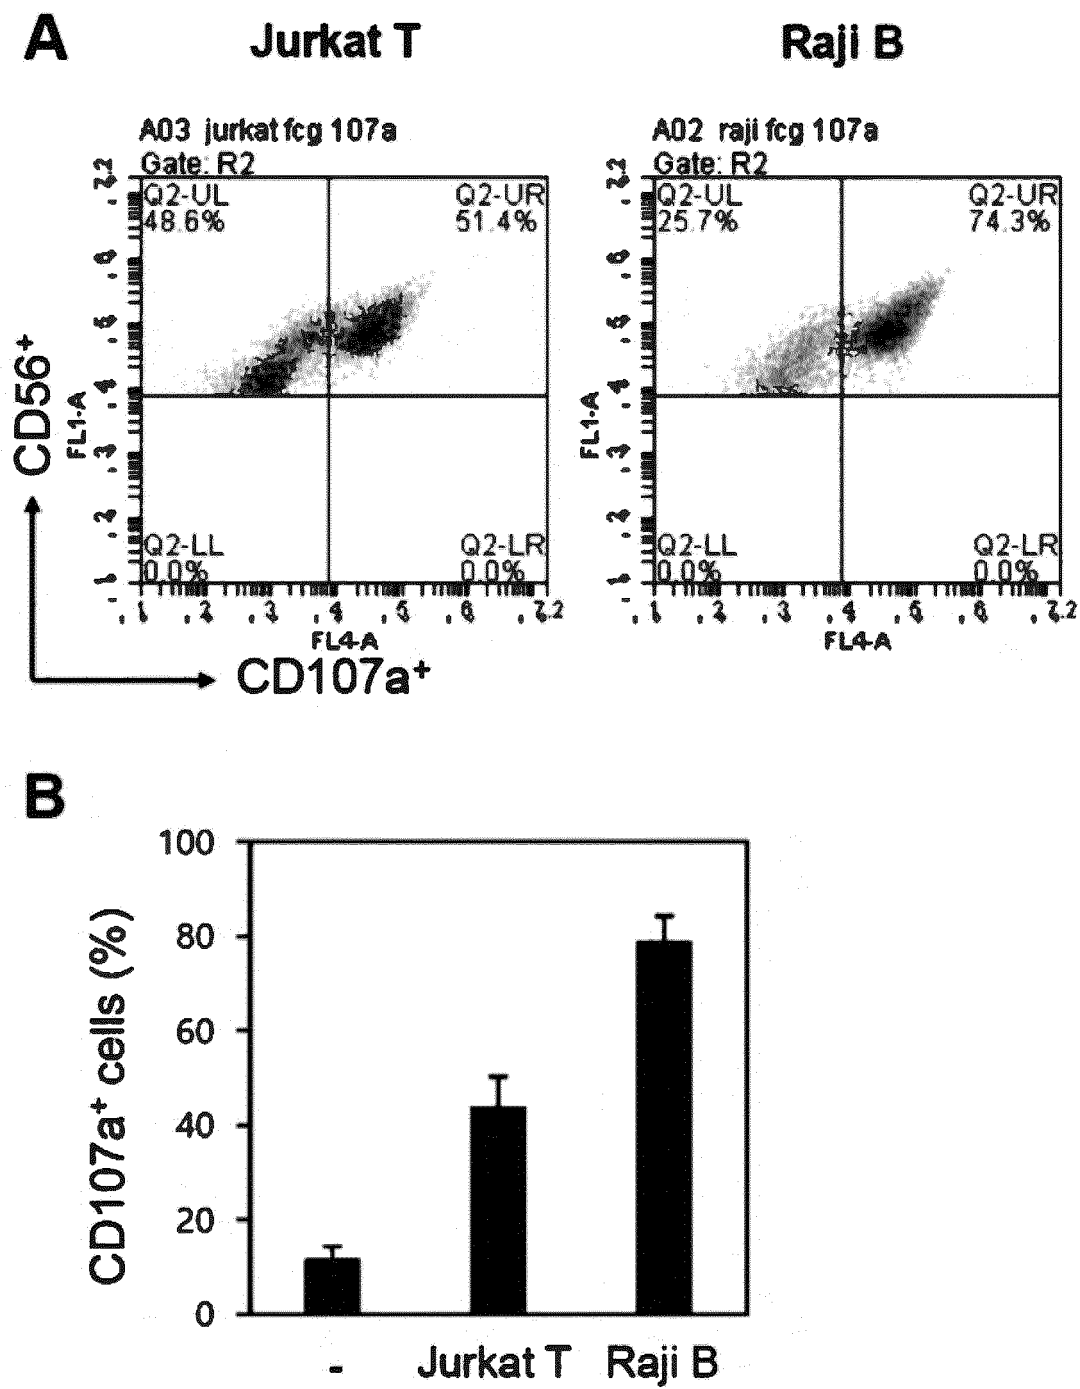 A
Jurkat T
Raji B
A03 jurkat fcg 107a
Gate: R2
Q2-UL
48.6%
Q2-UR
51.4%
Q2-LL
0.0%
Q2-LR
0.0%
FL1-A
FL4-A
A02 raji fcg 107a
Gate: R2
Q2-UL
25.7%
Q2-UR
74.3%
Q2-LL
0.0%
Q2-LR
0.0%
FL1-A
FL4-A
CD56+
CD107a+
B
CD107a+ cells (%)
100
80
60
40
20
0
-
Jurkat T
Raji B